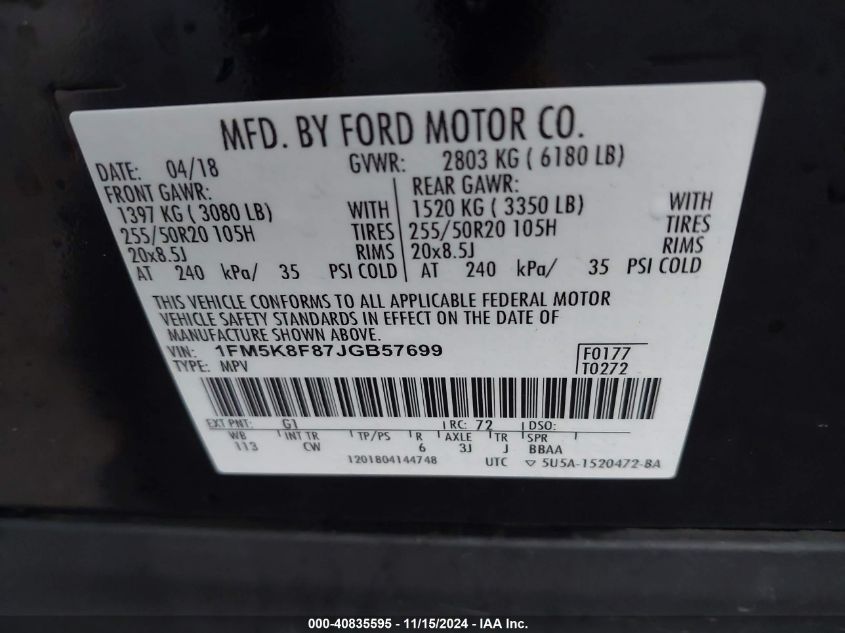 MFD. BY FORD MOTOR CO.
DATE: 04/18 GVWR: 2803 KG ( 6180 LB)
FRONT GAWR: REAR GAWR:
1397 KG ( 3080 LB) WITH 1520 KG ( 3350 LB) WITH
255/50R20 105H TIRES 255/50R20 105H TIRES
20x8.5J RIMS 20x8.5J RIMS
AT 240 kPa/ 35 PSI COLD AT 240 kPa/ 35 PSI COLD
THIS VEHICLE CONFORMS TO ALL APPLICABLE FEDERAL MOTOR
VEHICLE SAFETY STANDARDS IN EFFECT ON THE DATE OF
MANUFACTURE SHOWN ABOVE.
VIN: 1FM5K8F87JGB57699 F0177
TYPE: MPV T0272
EXT PNT: G1 RC: 72 DSO:
WB INT TR TP/PS R AXLE TR SPR
113 CW 6 3J J BBAA
1201804144748 UTC ▽ 5U5A-1520472-BA
000-40835595 - 11/15/2024 - IAA Inc.